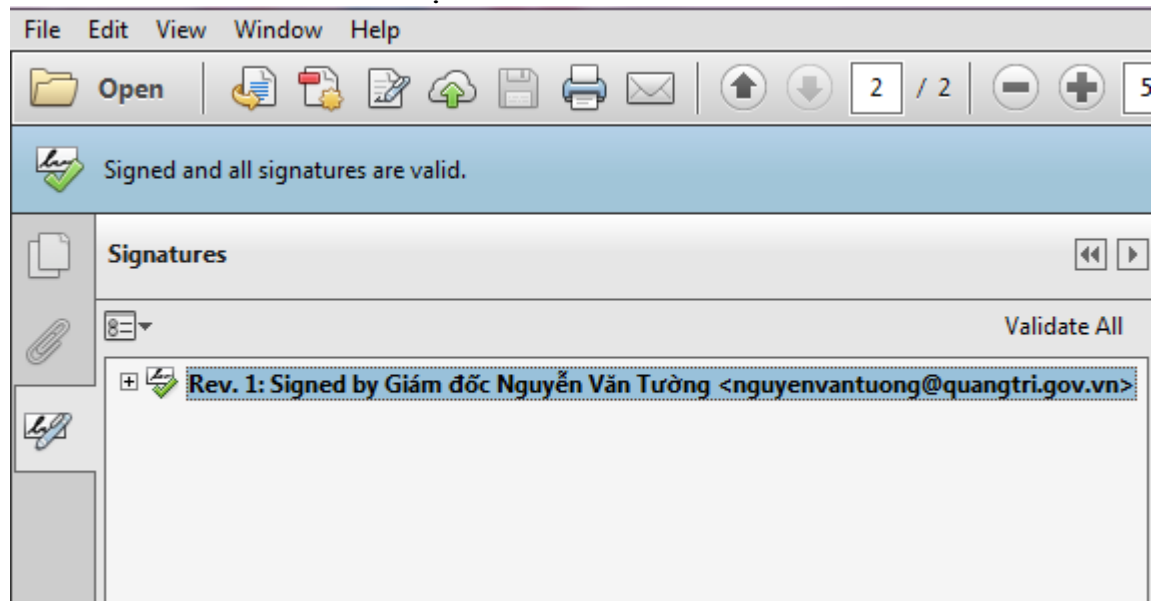 File Edit View Window Help
Open 2 / 2 5
Signed and all signatures are valid.
Signatures
Validate All
Rev. 1: Signed by Giám đốc Nguyễn Văn Tường <nguyenvantuong@quangtri.gov.vn>